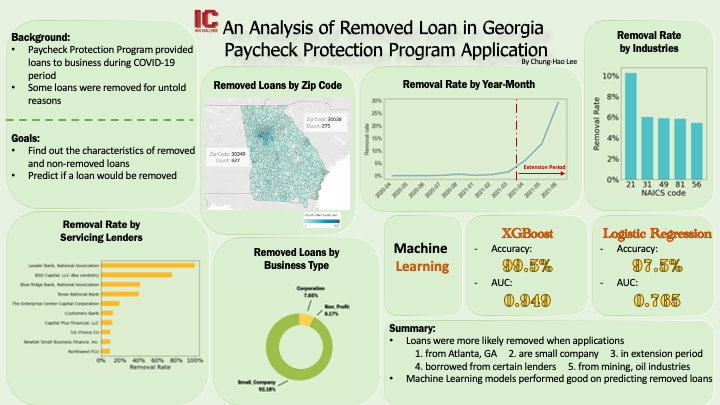 IC
An Analysis of Removed Loan in Georgia
Paycheck Protection Program Application
By Chung-Hao Lee
Background:
• Paycheck Protection Program provided
loans to business during COVID-19
period
• Some loans were removed for untold
reasons
Goals:
• Find out the characteristics of removed
and non-removed loans
• Predict if a loan would be removed
Removed Loans by Zip Code
Zip Code: 30038
Count: 275
Zip Code: 30349
Count: 627
Removal Rate by Year-Month
Removal rate
30%
25%
20%
15%
10%
5%
0%
Extension Period
2020-04
2020-05
2020-06
2020-07
2020-08
2021-01
2021-02
2021-03
2021-04
2021-05
2021-06
Removal Rate
by Industries
Removal Rate
10%
8%
6%
4%
2%
0%
21 31 49 81 56
NAICS code
Removal Rate by
Servicing Lenders
Leader Bank, National Association
BSD Capital, LLC dba Lendistry
Blue Ridge Bank, National Association
Texas National Bank
The Enterprise Center Capital Corporation
Customers Bank
Capital Plus Financial, LLC
1st Choice CU
Newtek Small Business Finance, Inc.
Northwest FCU
0% 20% 40% 60% 80% 100%
Removal Rate
Removed Loans by
Business Type
Corporation
7.65%
Non_Profit
0.17%
Small_Company
92.18%
Machine
Learning
XGBoost
- Accuracy:
99.5%
- AUC:
0.949
Logistic Regression
- Accuracy:
97.5%
- AUC:
0.765
Summary:
• Loans were more likely removed when applications
1. from Atlanta, GA 2. are small company 3. in extension period
4. borrowed from certain lenders 5. from mining, oil industries
• Machine Learning models performed good on predicting removed loans